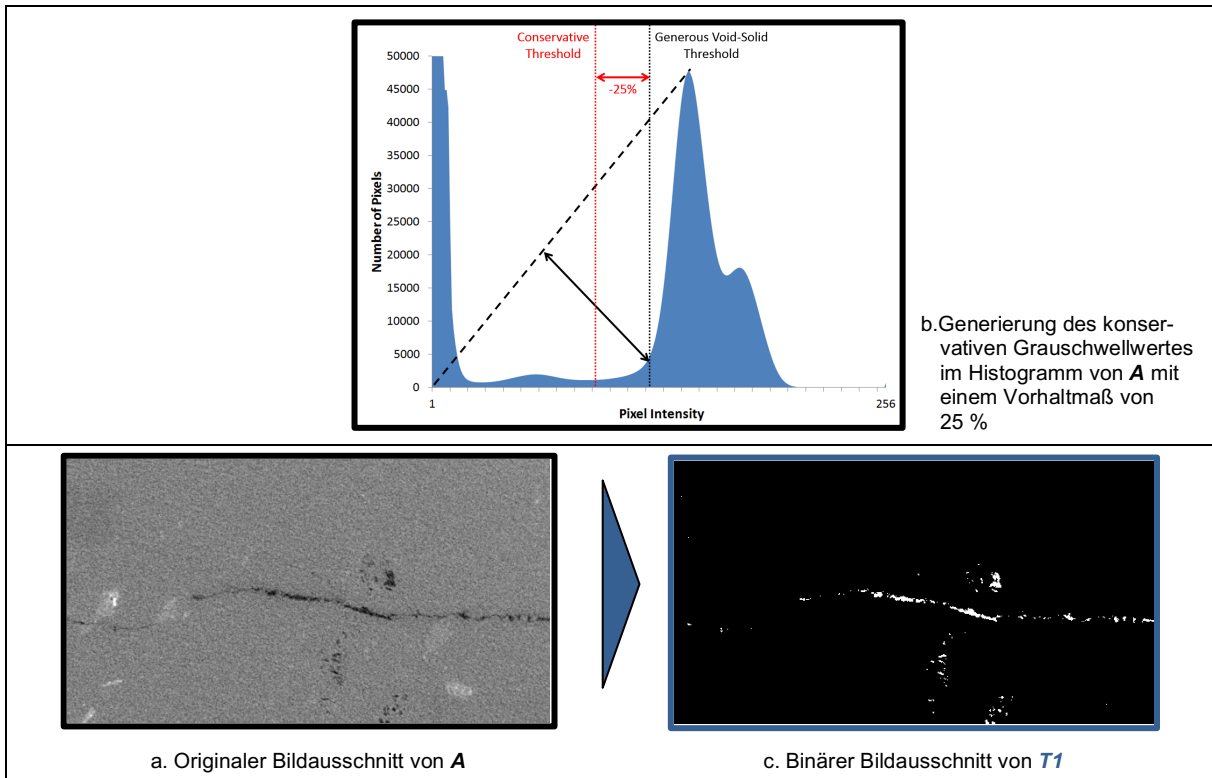 Conservative
Threshold
Generous Void-Solid
Threshold
-25%
50000
45000
40000
35000
30000
25000
20000
15000
10000
5000
0
Number of Pixels
1
256
Pixel Intensity
b.Generierung des konser-
vativen Grauschwellwertes
im Histogramm von A mit
einem Vorhaltmaß von
25 %
a. Originaler Bildausschnitt von A
c. Binärer Bildausschnitt von T1